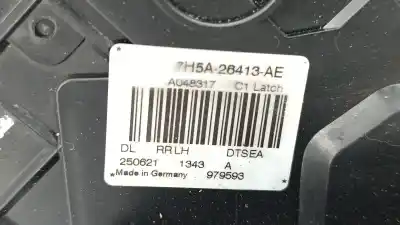 7H5A-26413-AE
A048317 C1 Latch
DL RR LH DTSEA
250621 1343 A
*Made in Germany 979593*